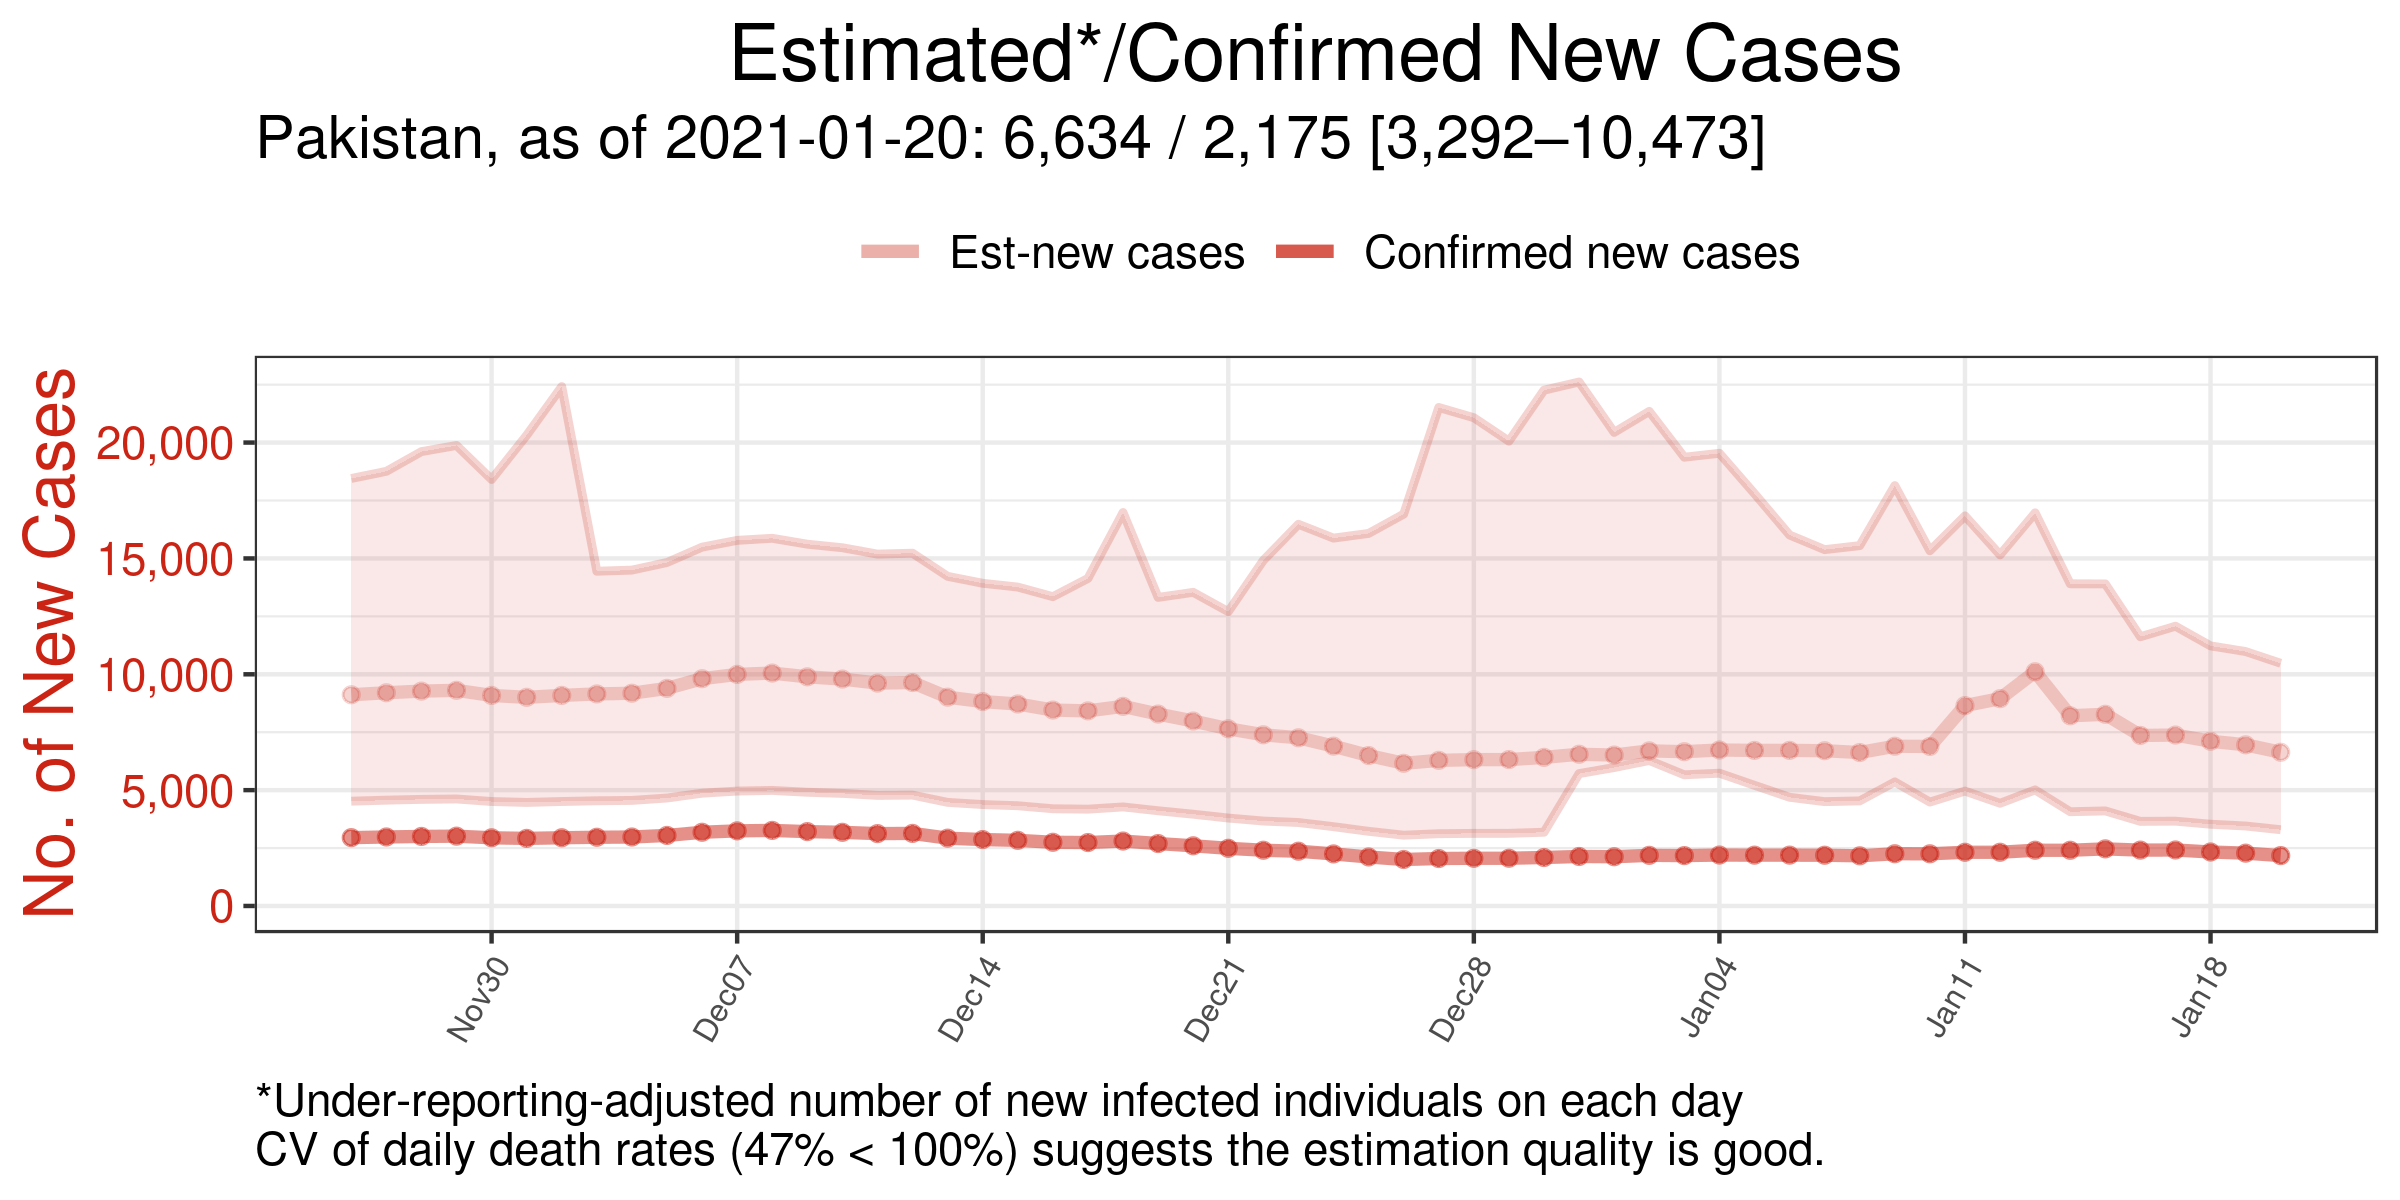 Estimated*/Confirmed New Cases
Pakistan, as of 2021-01-20: 6,634 / 2,175 [3,292–10,473]
Est-new cases
Confirmed new cases
No. of New Cases
20,000
15,000
10,000
5,000
0
Nov30
Dec07
Dec14
Dec21
Dec28
Jan04
Jan11
Jan18
*Under-reporting-adjusted number of new infected individuals on each day
CV of daily death rates (47% < 100%) suggests the estimation quality is good.